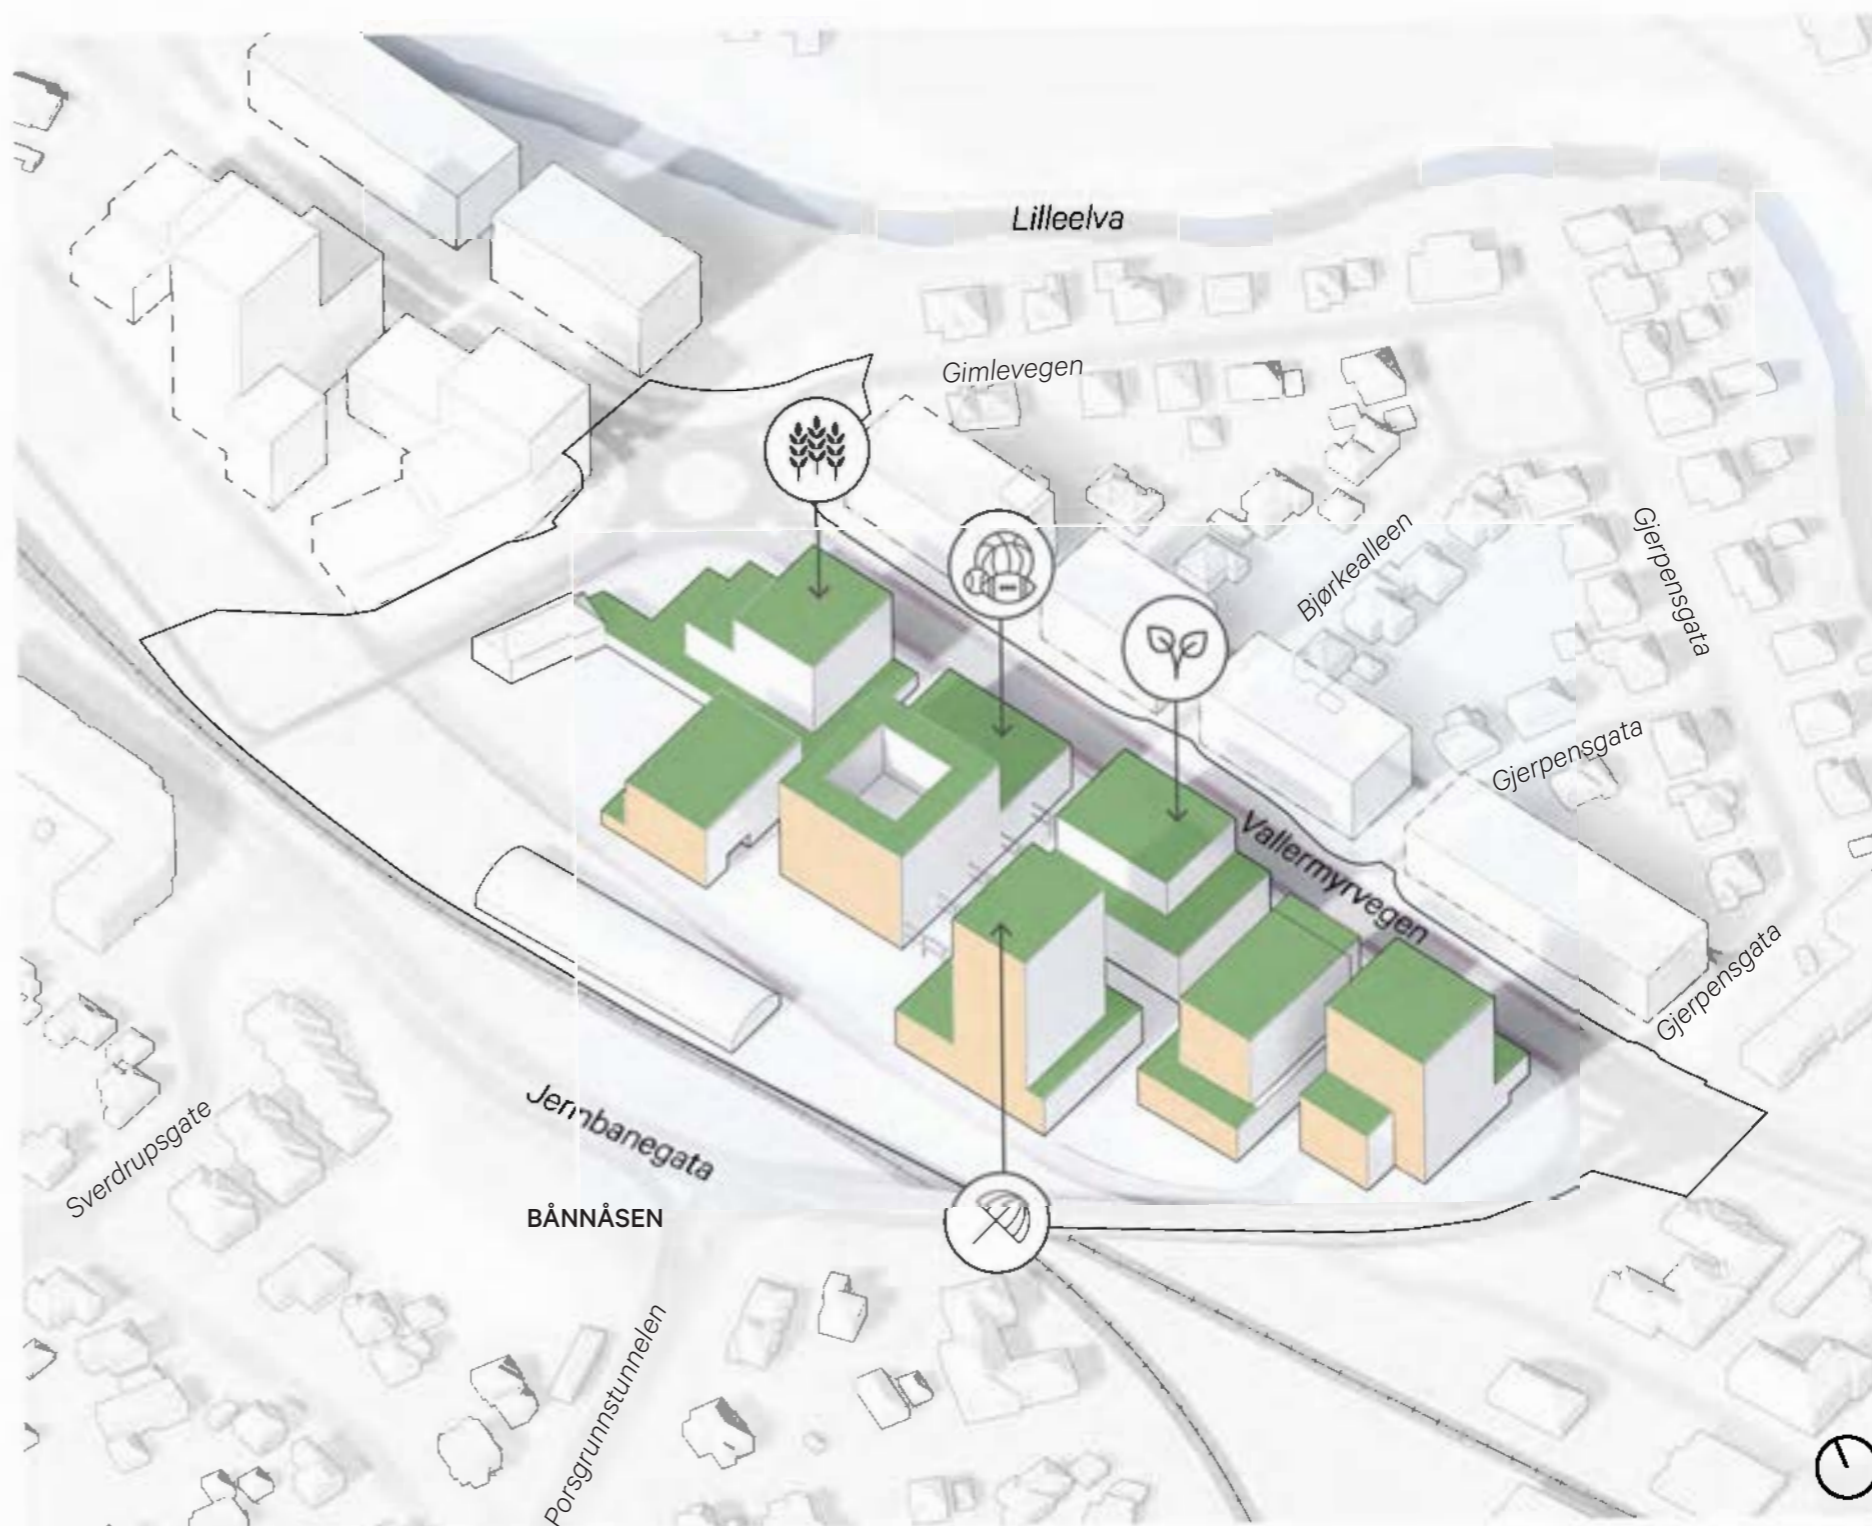 Lilleelva
Gimlevegen
Bjørkealleen
Gjerpensgata
Gjerpensgata
Vallermyrvegen
Gjerpensgata
Jernbanegata
Sverdrupsgate
BÅNNÅSEN
Porsgrunnstunnelen